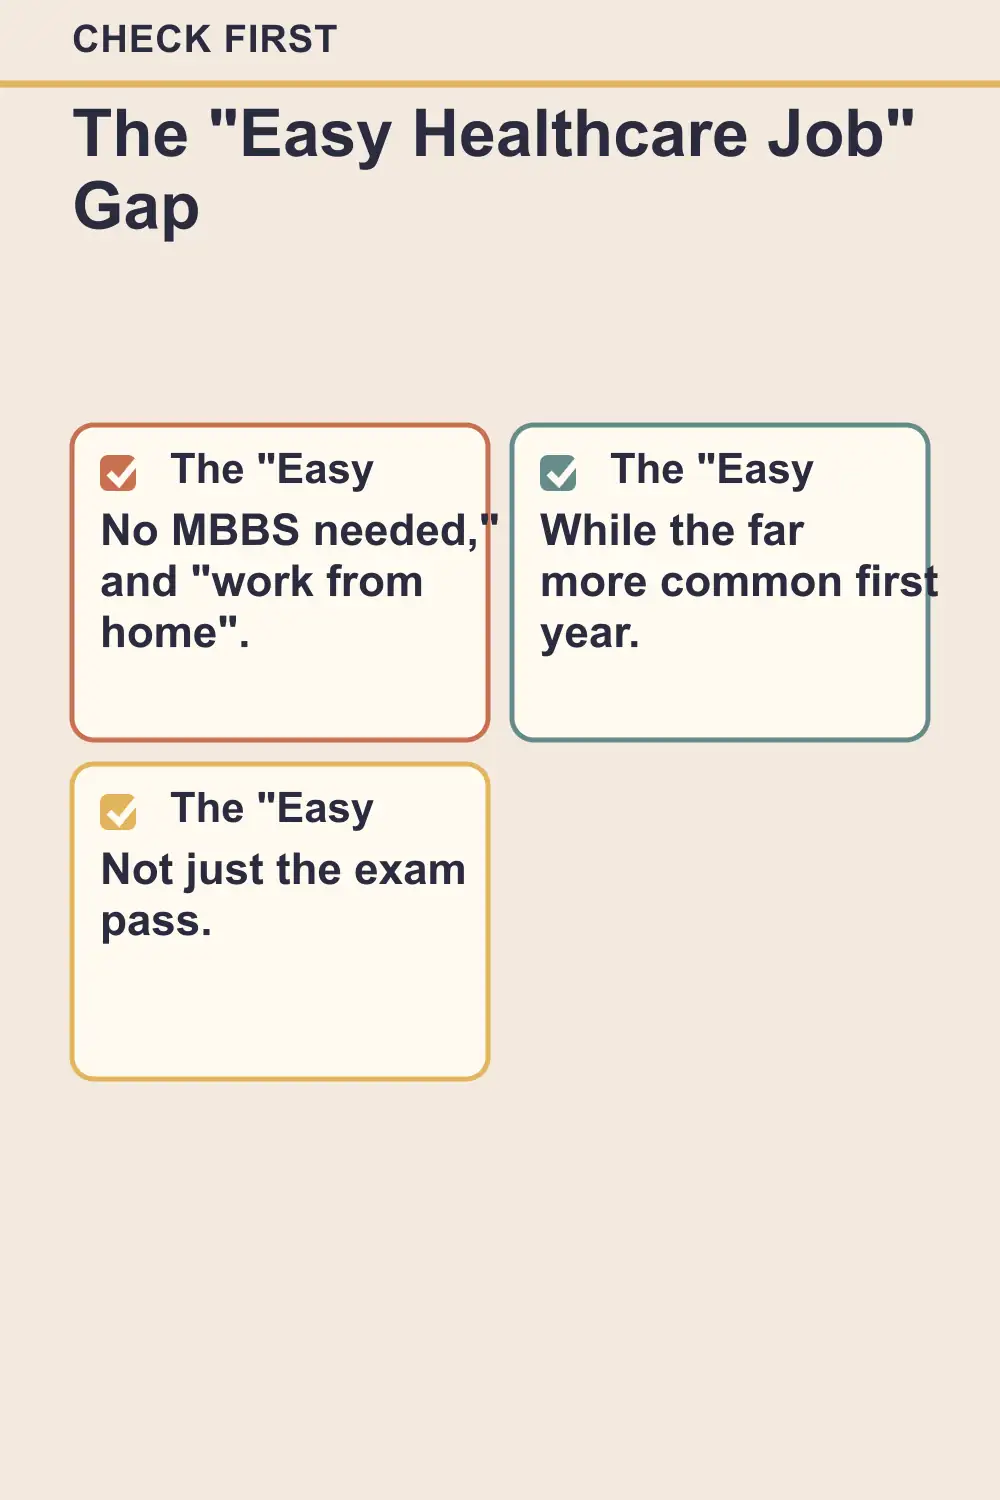 CHECK FIRST
The "Easy Healthcare Job"
Gap
The "Easy
No MBBS needed,"
and "work from
home".
The "Easy
While the far
more common first
year.
The "Easy
Not just the exam
pass.